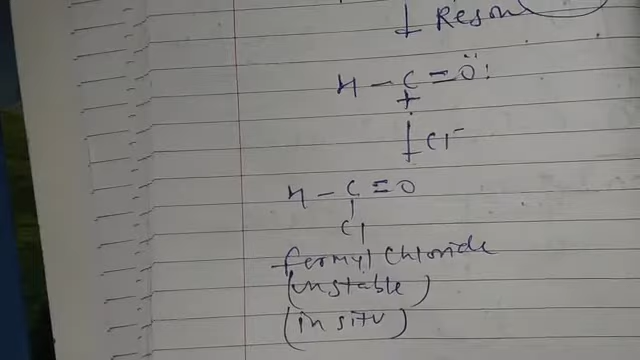 Reson
H - C = Ö:
+
Cl⁻
H - C = O
Cl
formyl chloride
(unstable)
(in situ)